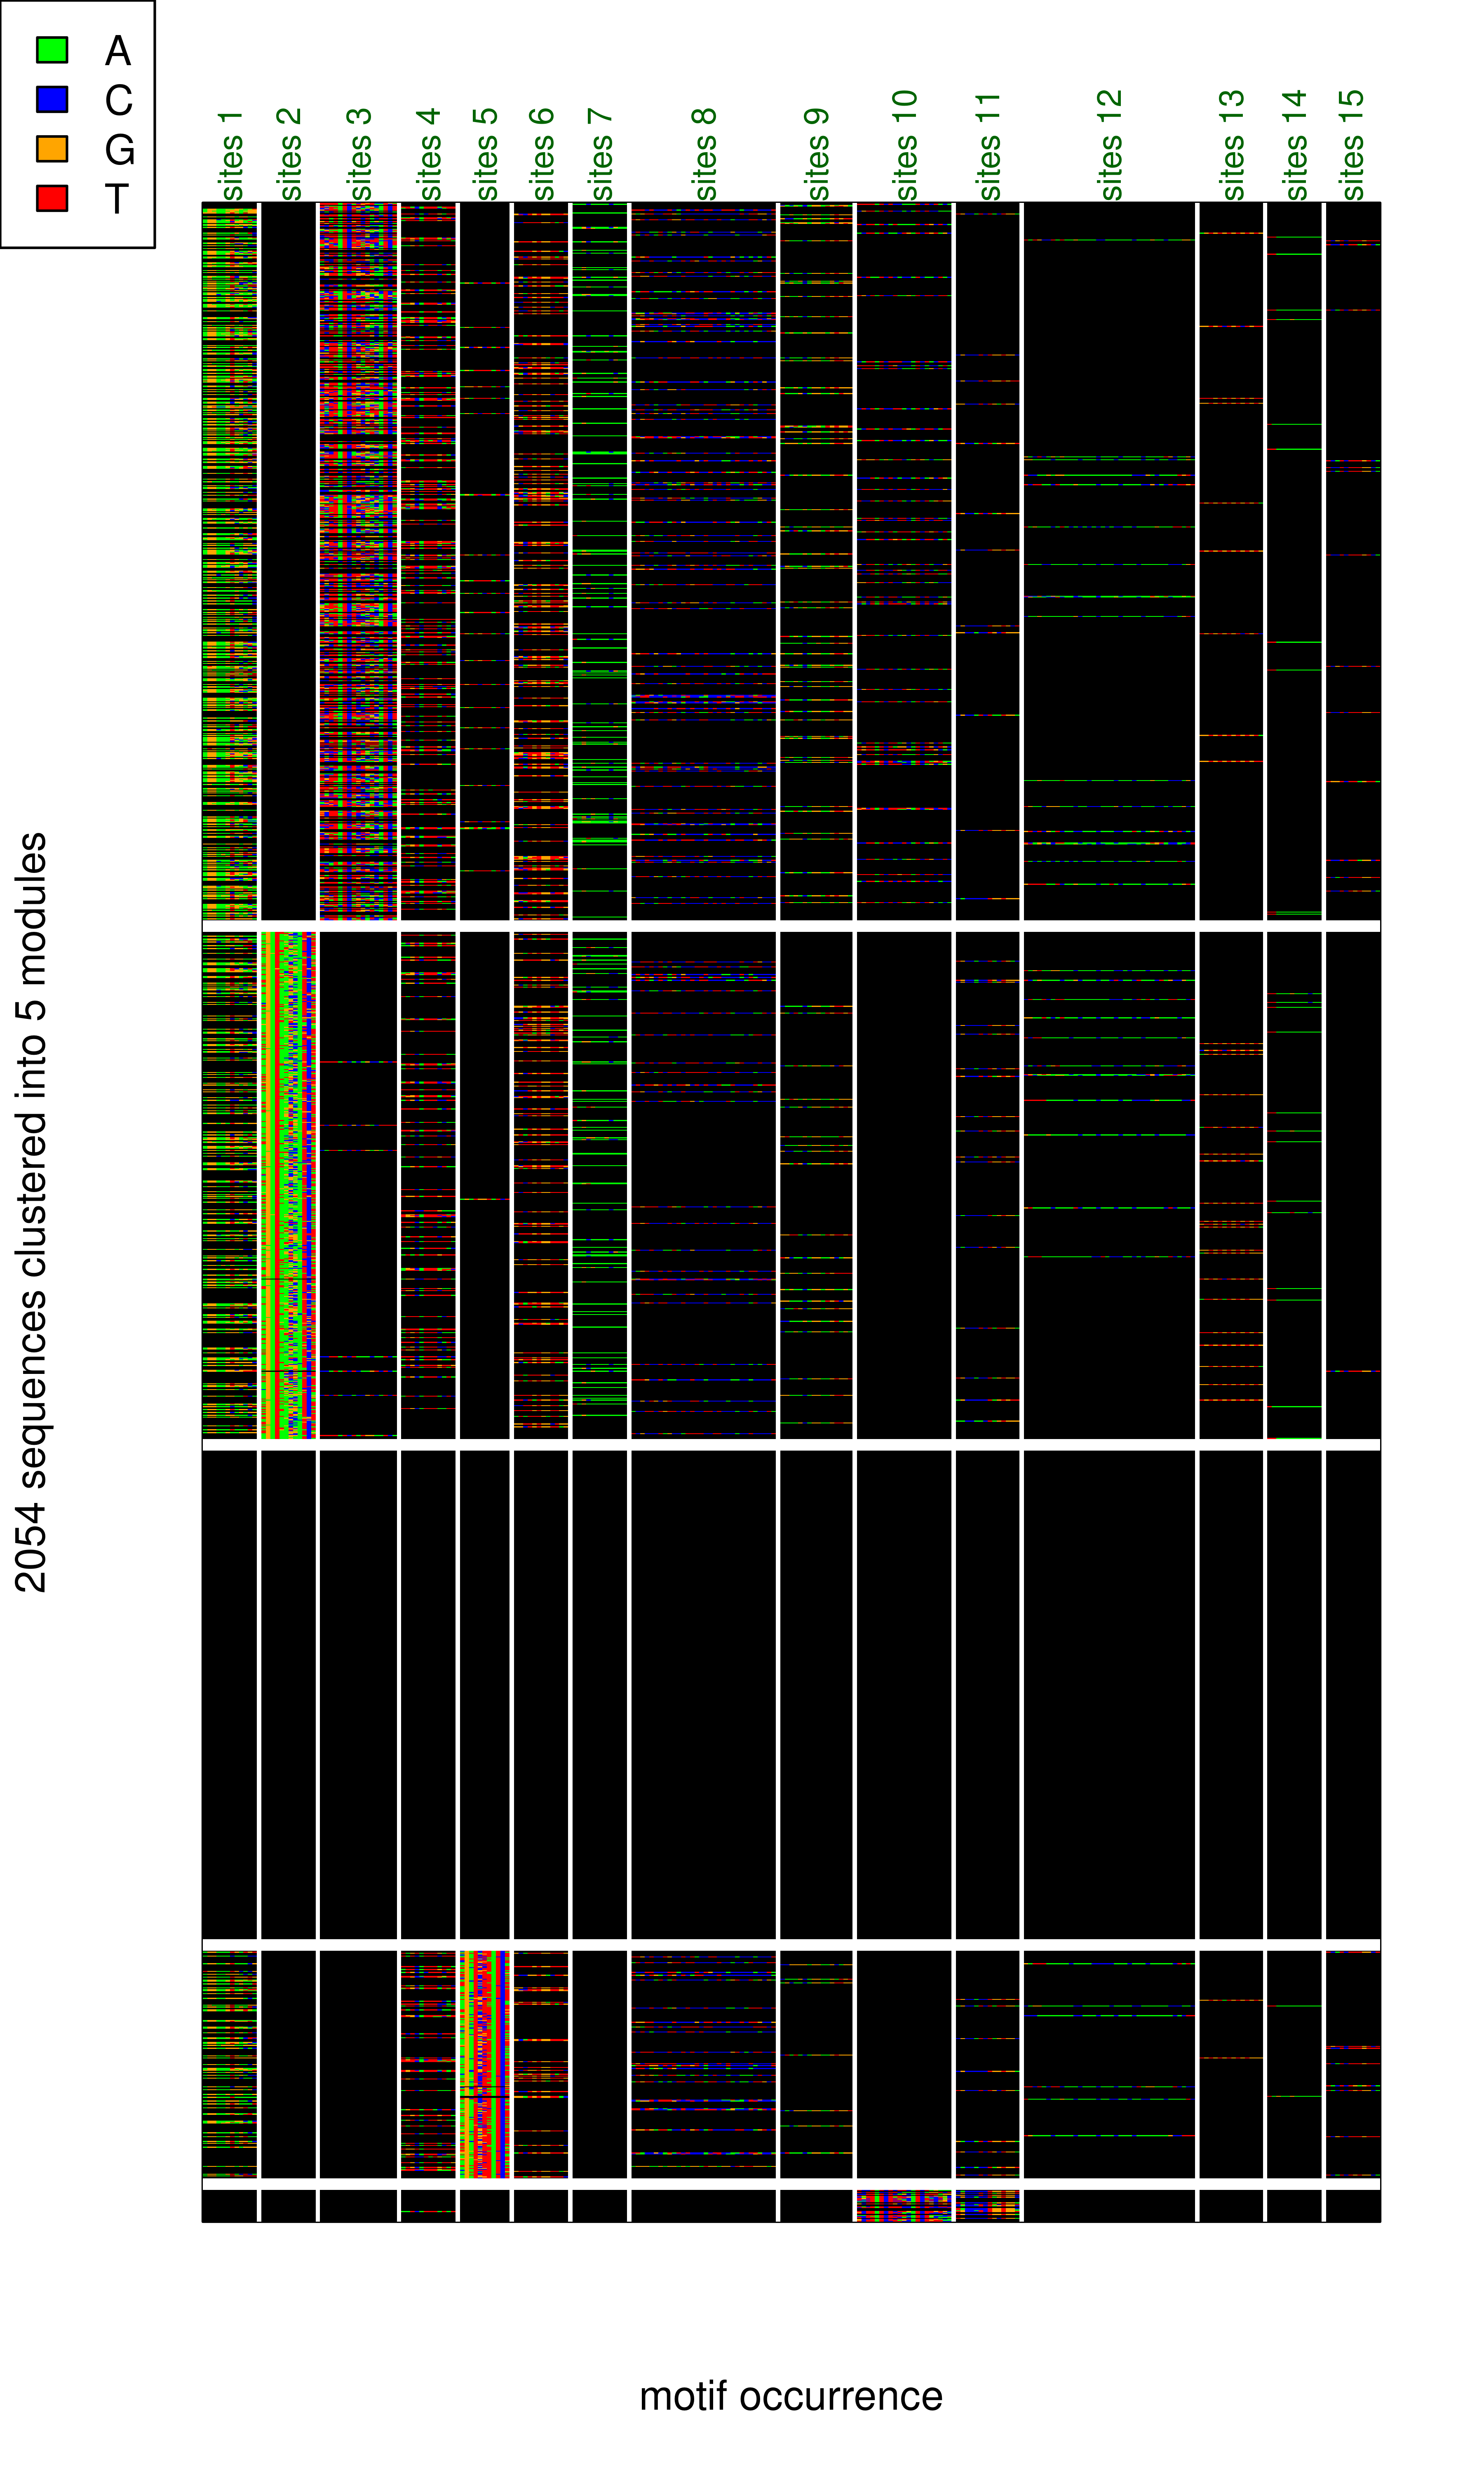 A
C
G
T
sites 1
sites 2
sites 3
sites 4
sites 5
sites 6
sites 7
sites 8
sites 9
sites 10
sites 11
sites 12
sites 13
sites 14
sites 15
2054 sequences clustered into 5 modules
motif occurrence